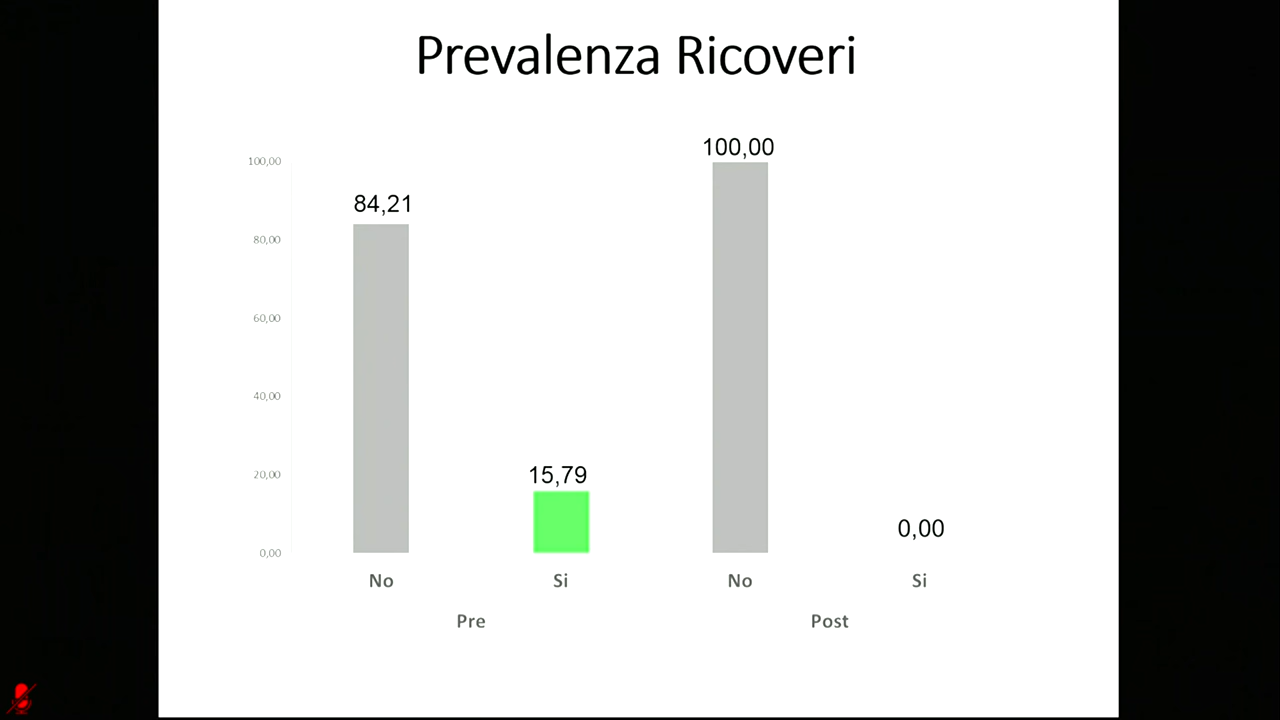 Prevalenza Ricoveri
100,00
100,00
84,21
80,00
60,00
40,00
20,00
15,79
0,00
0,00
No
Si
No
Si
Pre
Post